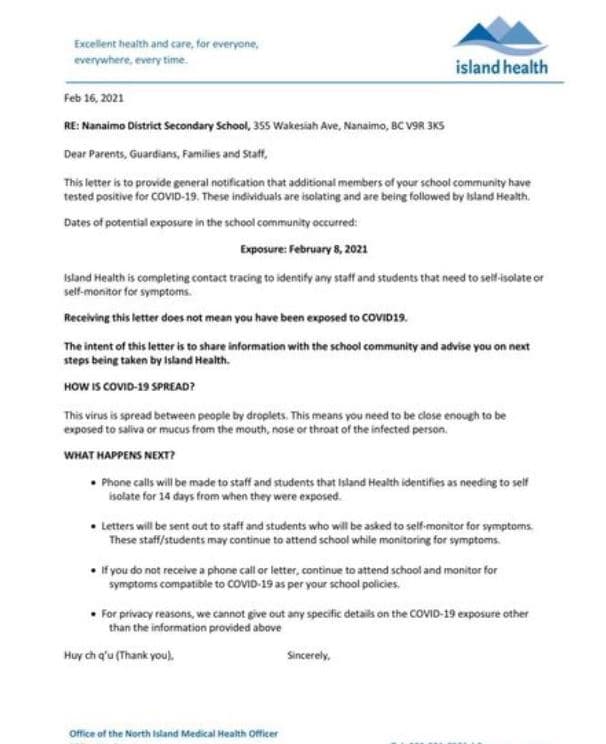 Excellent health and care, for everyone,
everywhere, every time.
island health
Feb 16, 2021
RE: Nanaimo District Secondary School, 355 Wakesiah Ave, Nanaimo, BC V9R 3K5
Dear Parents, Guardians, Families and Staff,
This letter is to provide general notification that additional members of your school community have
tested positive for COVID-19. These individuals are isolating and are being followed by Island Health.
Dates of potential exposure in the school community occurred:
Exposure: February 8, 2021
Island Health is completing contact tracing to identify any staff and students that need to self-isolate or
self-monitor for symptoms.
Receiving this letter does not mean you have been exposed to COVID19.
The intent of this letter is to share information with the school community and advise you on next
steps being taken by Island Health.
HOW IS COVID-19 SPREAD?
This virus is spread between people by droplets. This means you need to be close enough to be
exposed to saliva or mucus from the mouth, nose or throat of the infected person.
WHAT HAPPENS NEXT?
• Phone calls will be made to staff and students that Island Health identifies as needing to self
isolate for 14 days from when they were exposed.
• Letters will be sent out to staff and students who will be asked to self-monitor for symptoms.
These staff/students may continue to attend school while monitoring for symptoms.
• If you do not receive a phone call or letter, continue to attend school and monitor for
symptoms compatible to COVID-19 as per your school policies.
• For privacy reasons, we cannot give out any specific details on the COVID-19 exposure other
than the information provided above
Huy ch q'u (Thank you), Sincerely,
Office of the North Island Medical Health Officer